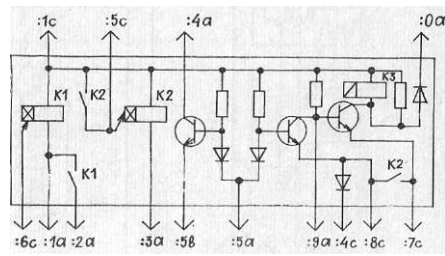 :1c :5c :4a :0a
K1 K2 K2 K3
K1 K2
:6c :1a :2a :3a :5в :5a :9a :4c :8c :7c